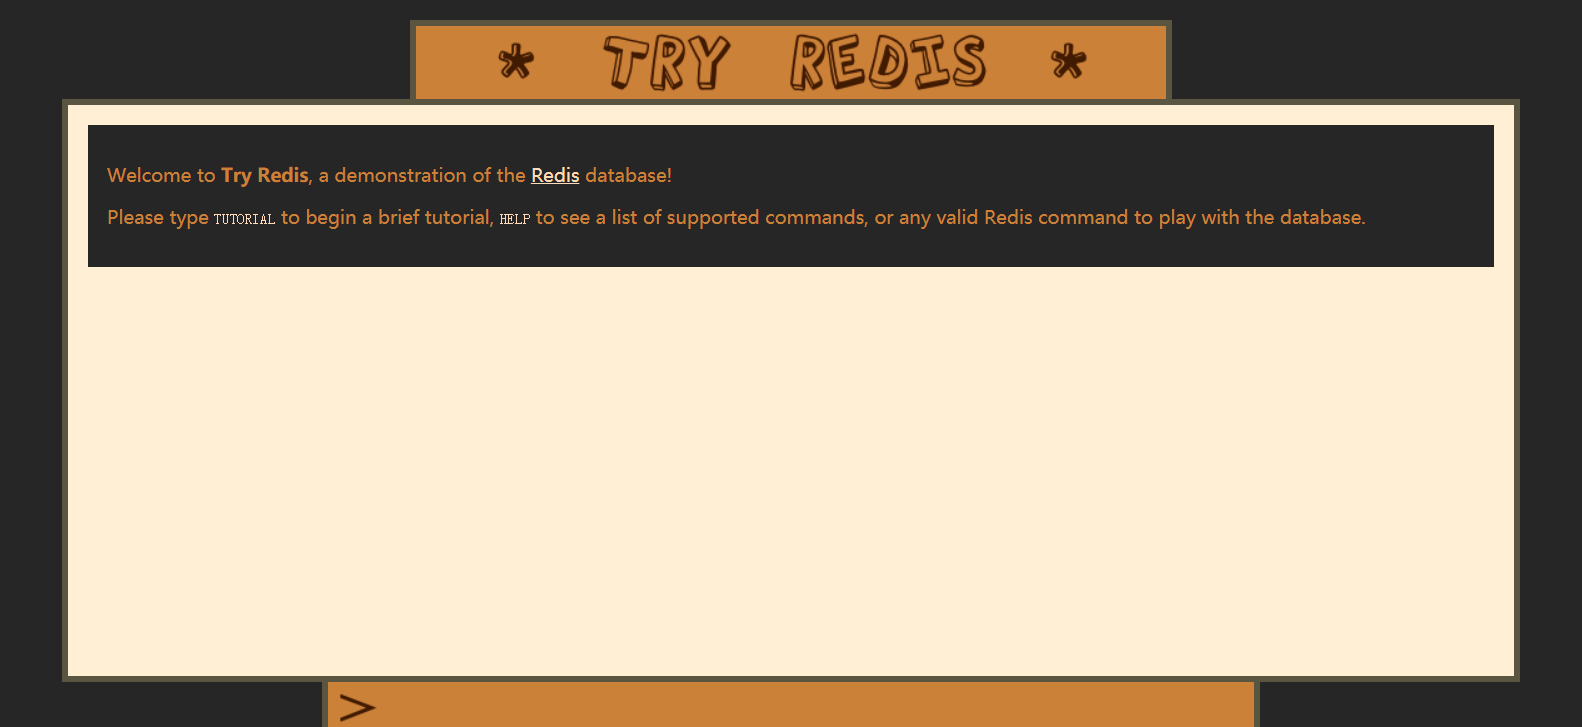 * TRY REDIS *
Welcome to Try Redis, a demonstration of the Redis database!
Please type TUTORIAL to begin a brief tutorial, HELP to see a list of supported commands, or any valid Redis command to play with the database.
>